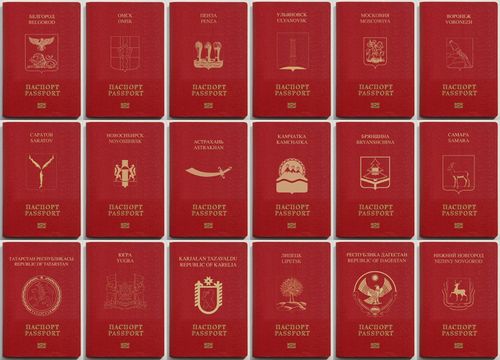 БЕЛГОРОД
BELGOROD
ПАСПОРТ
PASSPORT
ОМСК
OMSK
ПАСПОРТ
PASSPORT
ПЕНЗА
PENZA
ПАСПОРТ
PASSPORT
УЛЬЯНОВСК
ULYANOVSK
ПАСПОРТ
PASSPORT
МОСКОВИЯ
MOSCOWIYA
ПАСПОРТ
PASSPORT
ВОРОНЕЖ
VORONEZH
ПАСПОРТ
PASSPORT
САРАТОВ
SARATOV
ПАСПОРТ
PASSPORT
НОВОСИБИРСК
NOVOSIBIRSK
ПАСПОРТ
PASSPORT
АСТРАХАНЬ
ASTRAKHAN
ПАСПОРТ
PASSPORT
КАМЧАТКА
KAMCHATKA
ПАСПОРТ
PASSPORT
БРЯНЩИНА
BRYANSHCHINA
ПАСПОРТ
PASSPORT
САМАРА
SAMARA
ПАСПОРТ
PASSPORT
ТАТАРСТАН РЕСПУБЛИКАСЫ
REPUBLIC OF TATARSTAN
ПАСПОРТ
PASSPORT
ЮГРА
YUGRA
ПАСПОРТ
PASSPORT
KARJALAN TAZAVALDU
REPUBLIC OF KARELIA
ПАСПОРТ
PASSPORT
ЛИПЕЦК
LIPETSK
ПАСПОРТ
PASSPORT
РЕСПУБЛИКА ДАГЕСТАН
REPUBLIC OF DAGESTAN
ПАСПОРТ
PASSPORT
НИЖНИЙ НОВГОРОД
NIZHNY NOVGOROD
ПАСПОРТ
PASSPORT